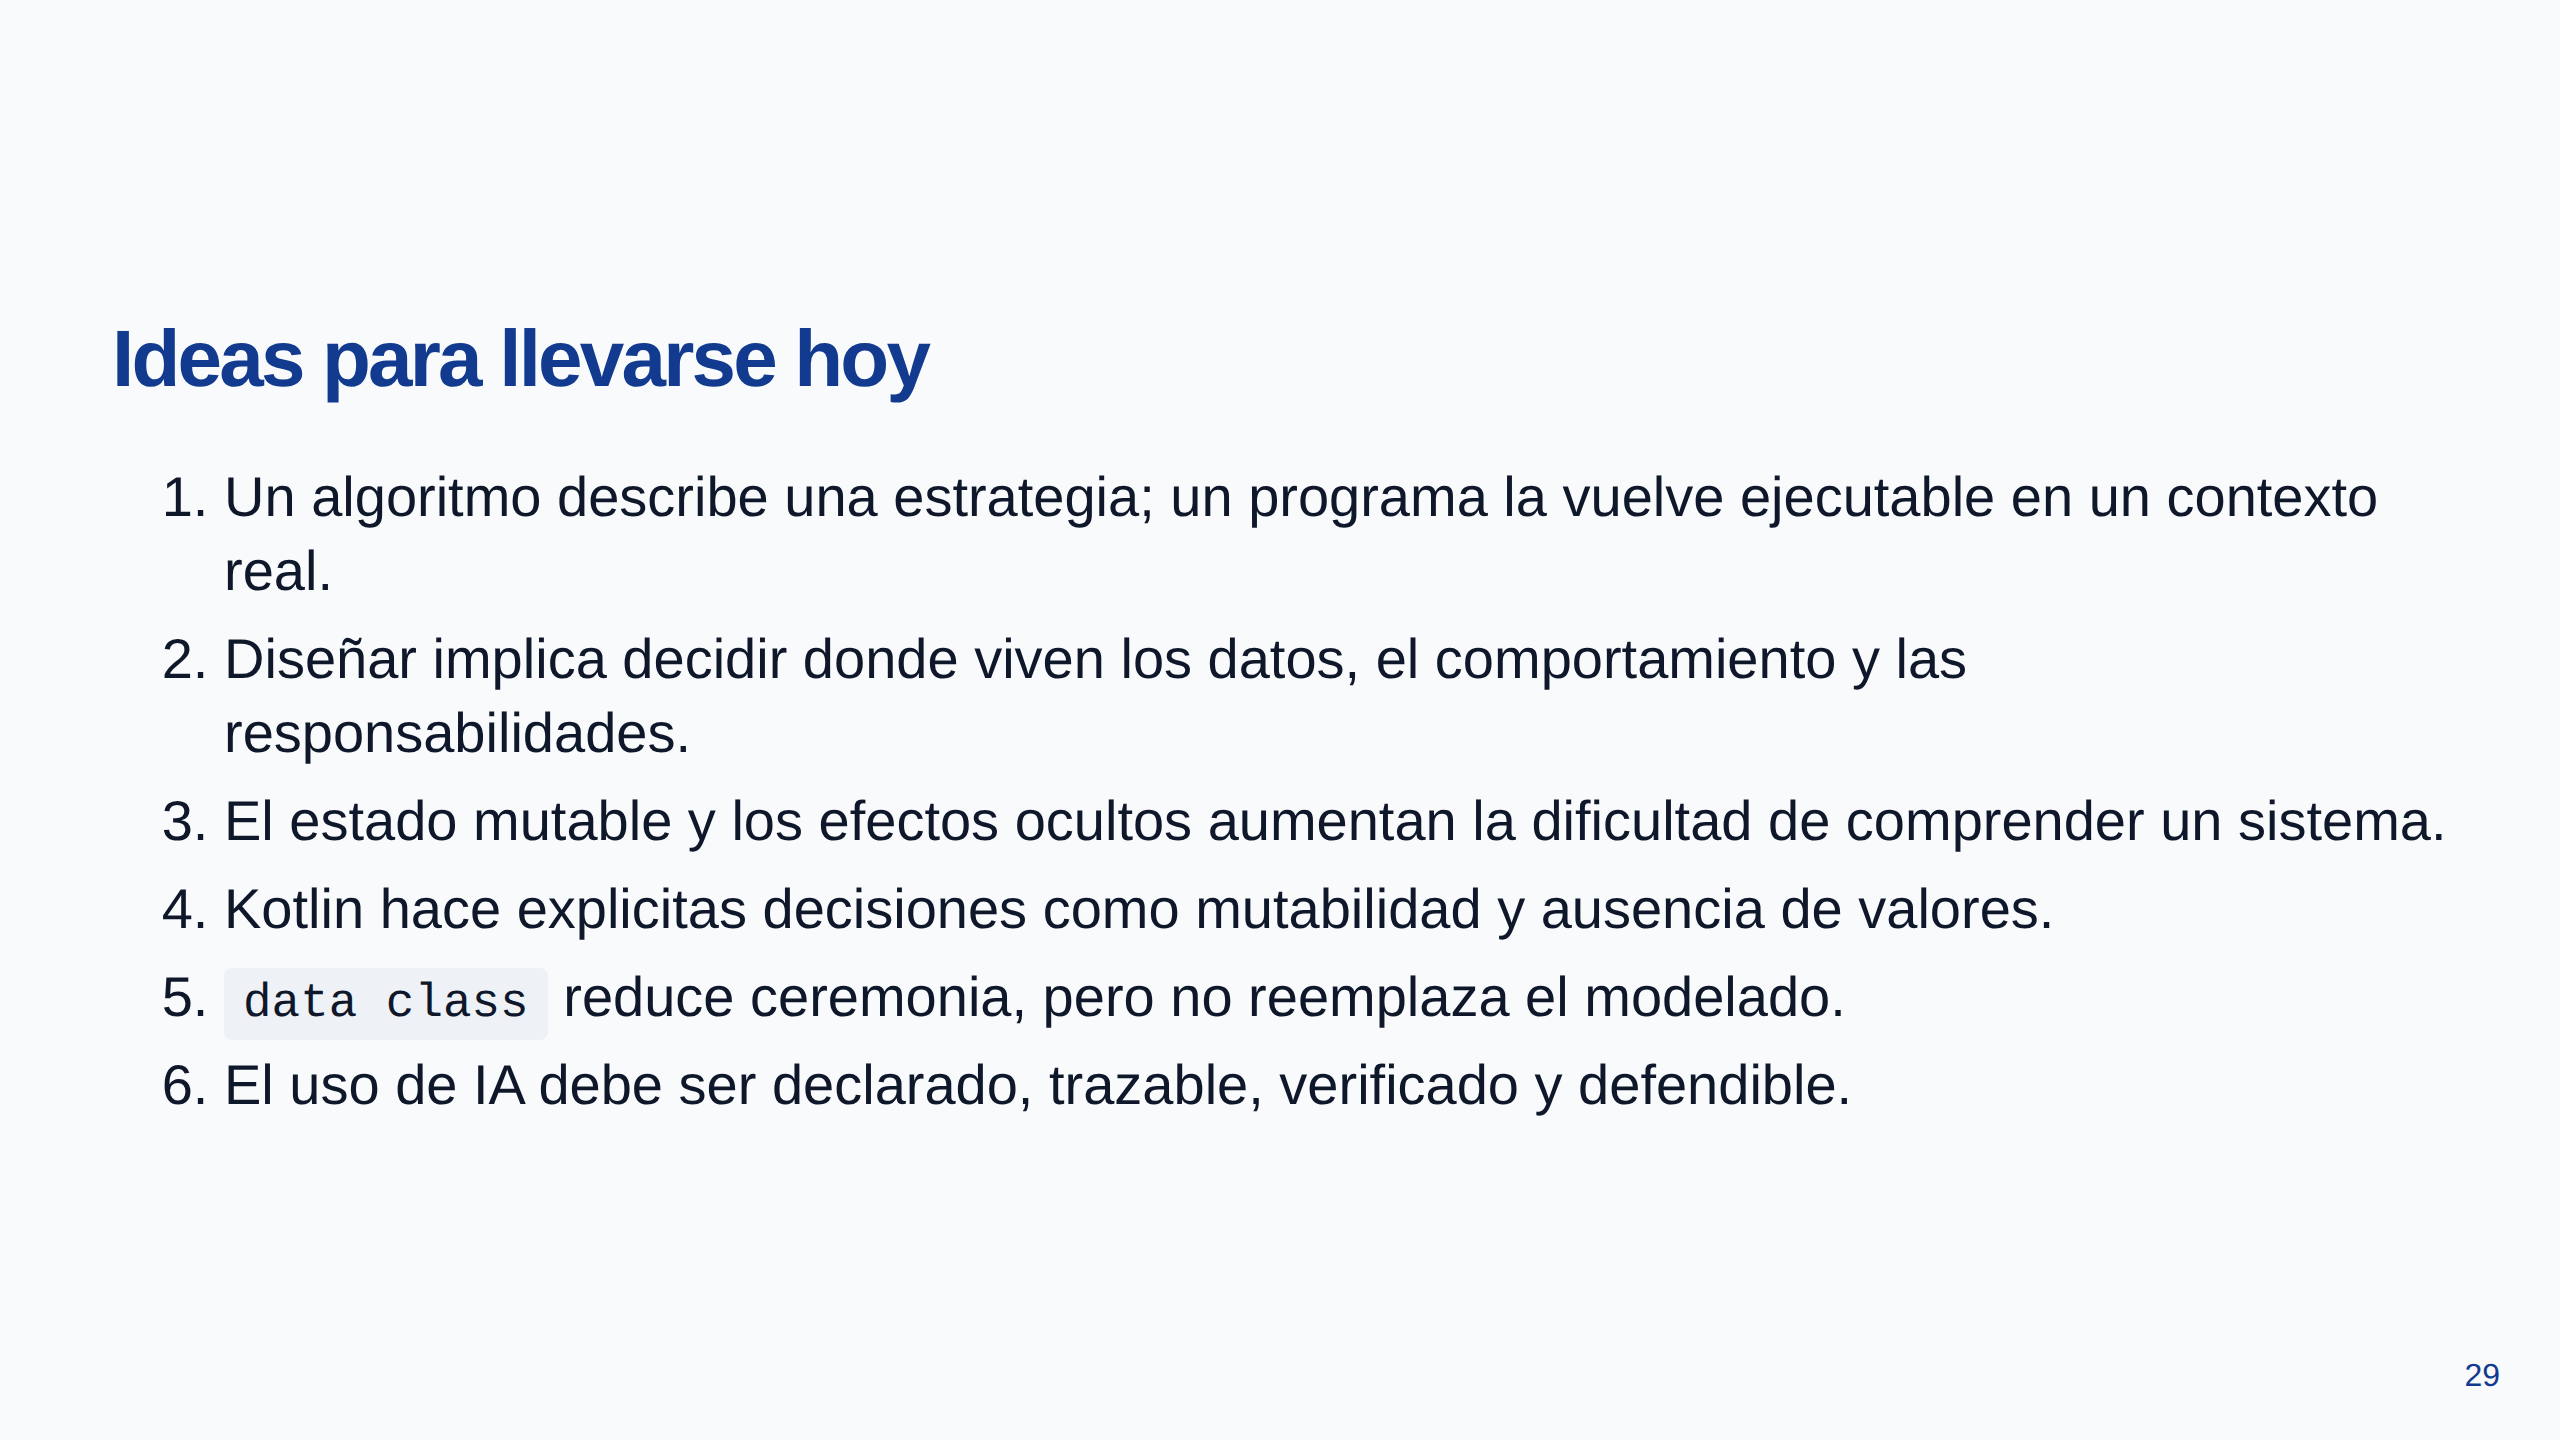 Ideas para llevarse hoy
1. Un algoritmo describe una estrategia; un programa la vuelve ejecutable en un contexto
real.
2. Diseñar implica decidir donde viven los datos, el comportamiento y las
responsabilidades.
3. El estado mutable y los efectos ocultos aumentan la dificultad de comprender un sistema.
4. Kotlin hace explicitas decisiones como mutabilidad y ausencia de valores.
5. data class reduce ceremonia, pero no reemplaza el modelado.
6. El uso de IA debe ser declarado, trazable, verificado y defendible.
29